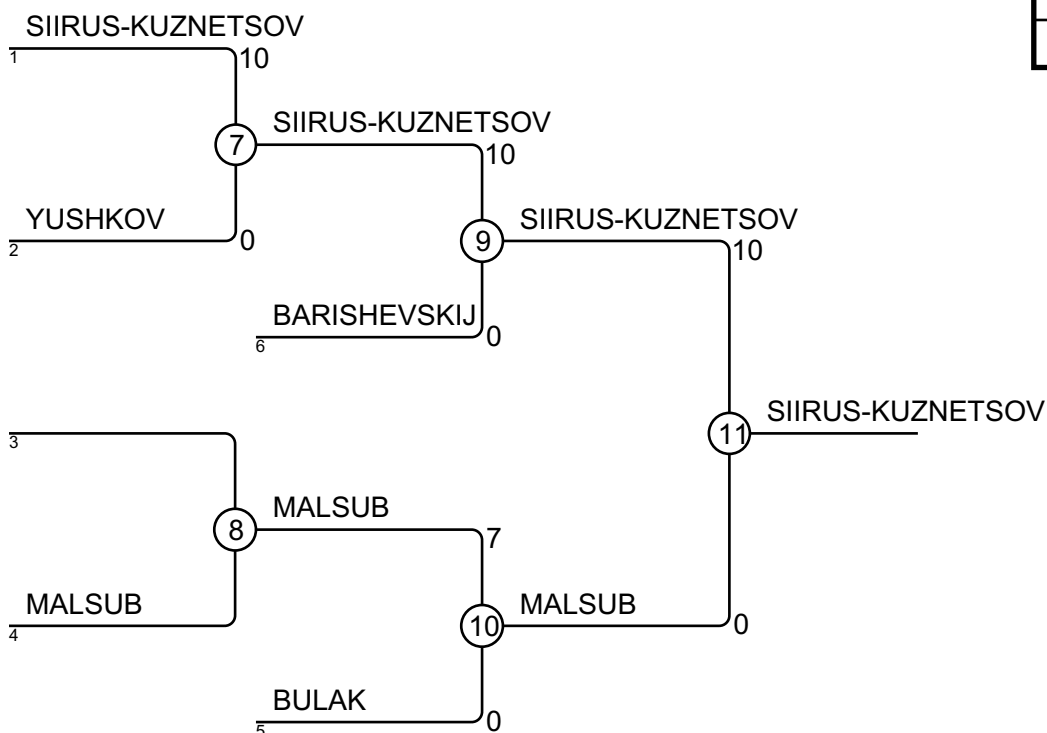 SIIRUS-KUZNETSOV
1
10
7
SIIRUS-KUZNETSOV
10
YUSHKOV
2
0
9
SIIRUS-KUZNETSOV
10
BARISHEVSKIJ
6
0
3
11
SIIRUS-KUZNETSOV
8
MALSUB
7
MALSUB
4
10
MALSUB
0
BULAK
5
0